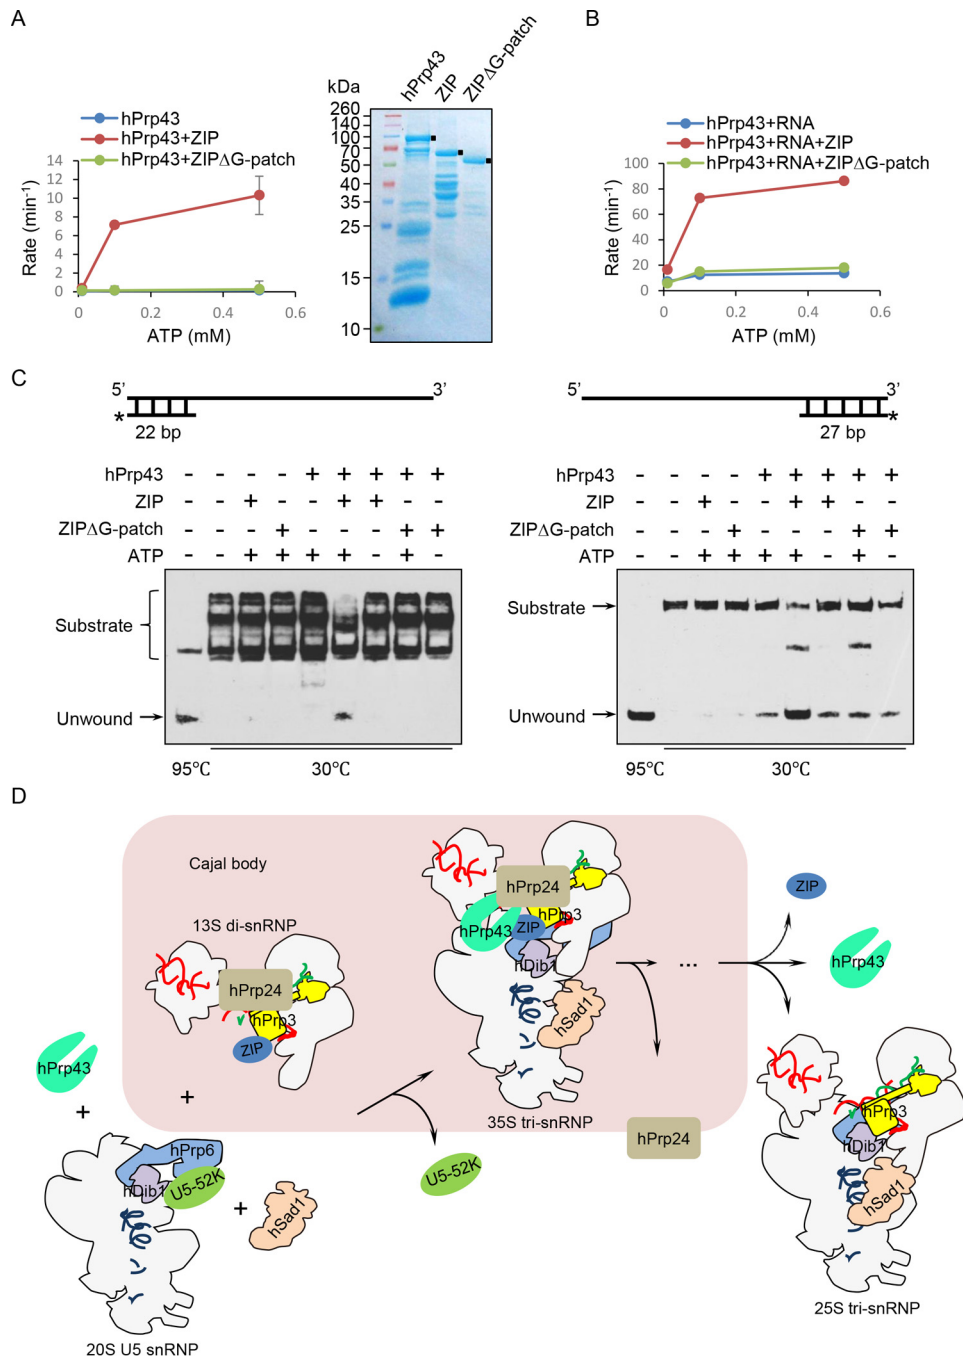 A
hPrp43
hPrp43+ZIP
hPrp43+ZIPΔG-patch
14
12
10
8
6
4
2
0
Rate (min⁻¹)
0
0.2
0.4
0.6
ATP (mM)
kDa
hPrp43
ZIP
ZIPΔG-patch
260
140
100
70
50
40
35
25
15
10
B
hPrp43+RNA
hPrp43+RNA+ZIP
hPrp43+RNA+ZIPΔG-patch
100
80
60
40
20
0
Rate (min⁻¹)
0
0.2
0.4
0.6
ATP (mM)
C
5’ 3’
*
22 bp
hPrp43 - - - - + + + + +
ZIP - - + - - + + - -
ZIPΔG-patch - - - + - - - + +
ATP - - + + + + - + -
Substrate
Unwound
95℃ 30℃
5’ 3’
*
27 bp
hPrp43 - - - - + + + + +
ZIP - - + - - + + - -
ZIPΔG-patch - - - + - - - + +
ATP - - + + + + - + -
Substrate
Unwound
95℃ 30℃
D
Cajal body
13S di-snRNP
hPrp24
hPrp3
ZIP
hPrp43
+
+
hPrp6
hDib1
U5-52K
+
hSad1
20S U5 snRNP
U5-52K
hPrp24
hPrp43
ZIP
hPrp3
hDib1
hSad1
35S tri-snRNP
...
hPrp24
ZIP
hPrp43
hPrp3
hDib1
hSad1
25S tri-snRNP